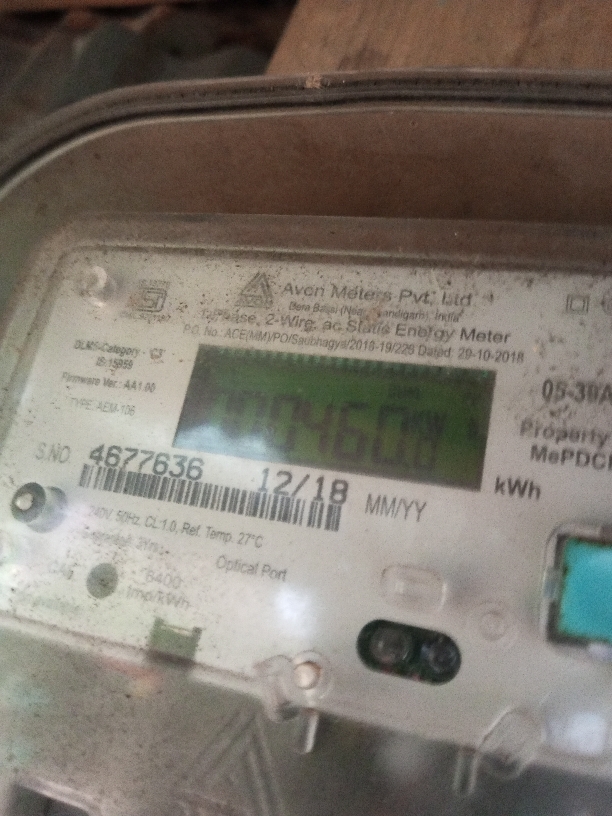 Avon Meters Pvt. Ltd.
1-Phase, 2-Wire, ac Static Energy Meter
P.O. No.: ACE(MM)/PO/Saubhagya/2018-19/229 Dated: 29-10-2018
DLMS-Category - C3
IS:15959
Firmware Ver.: AA1.00
TYPE: AEM-106
05-30A
Property
MePDC
kWh
S.NO 4677636 12/18 MM/YY
240V, 50Hz, CL 1.0, Ref. Temp. 27°C
Optical Port
6400
Imp/kWh